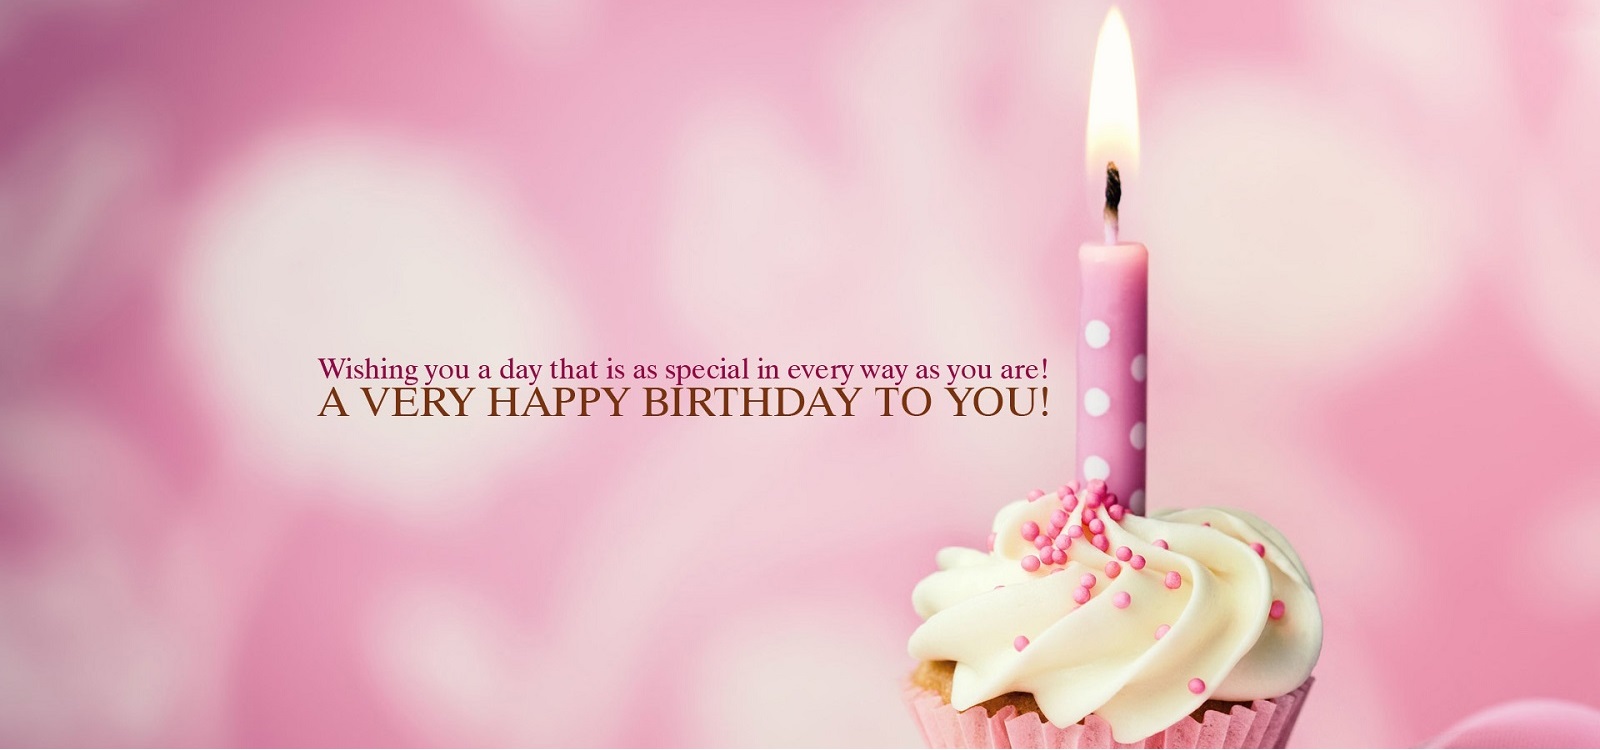 Wishing you a day that is as special in every way as you are!
A VERY HAPPY BIRTHDAY TO YOU!